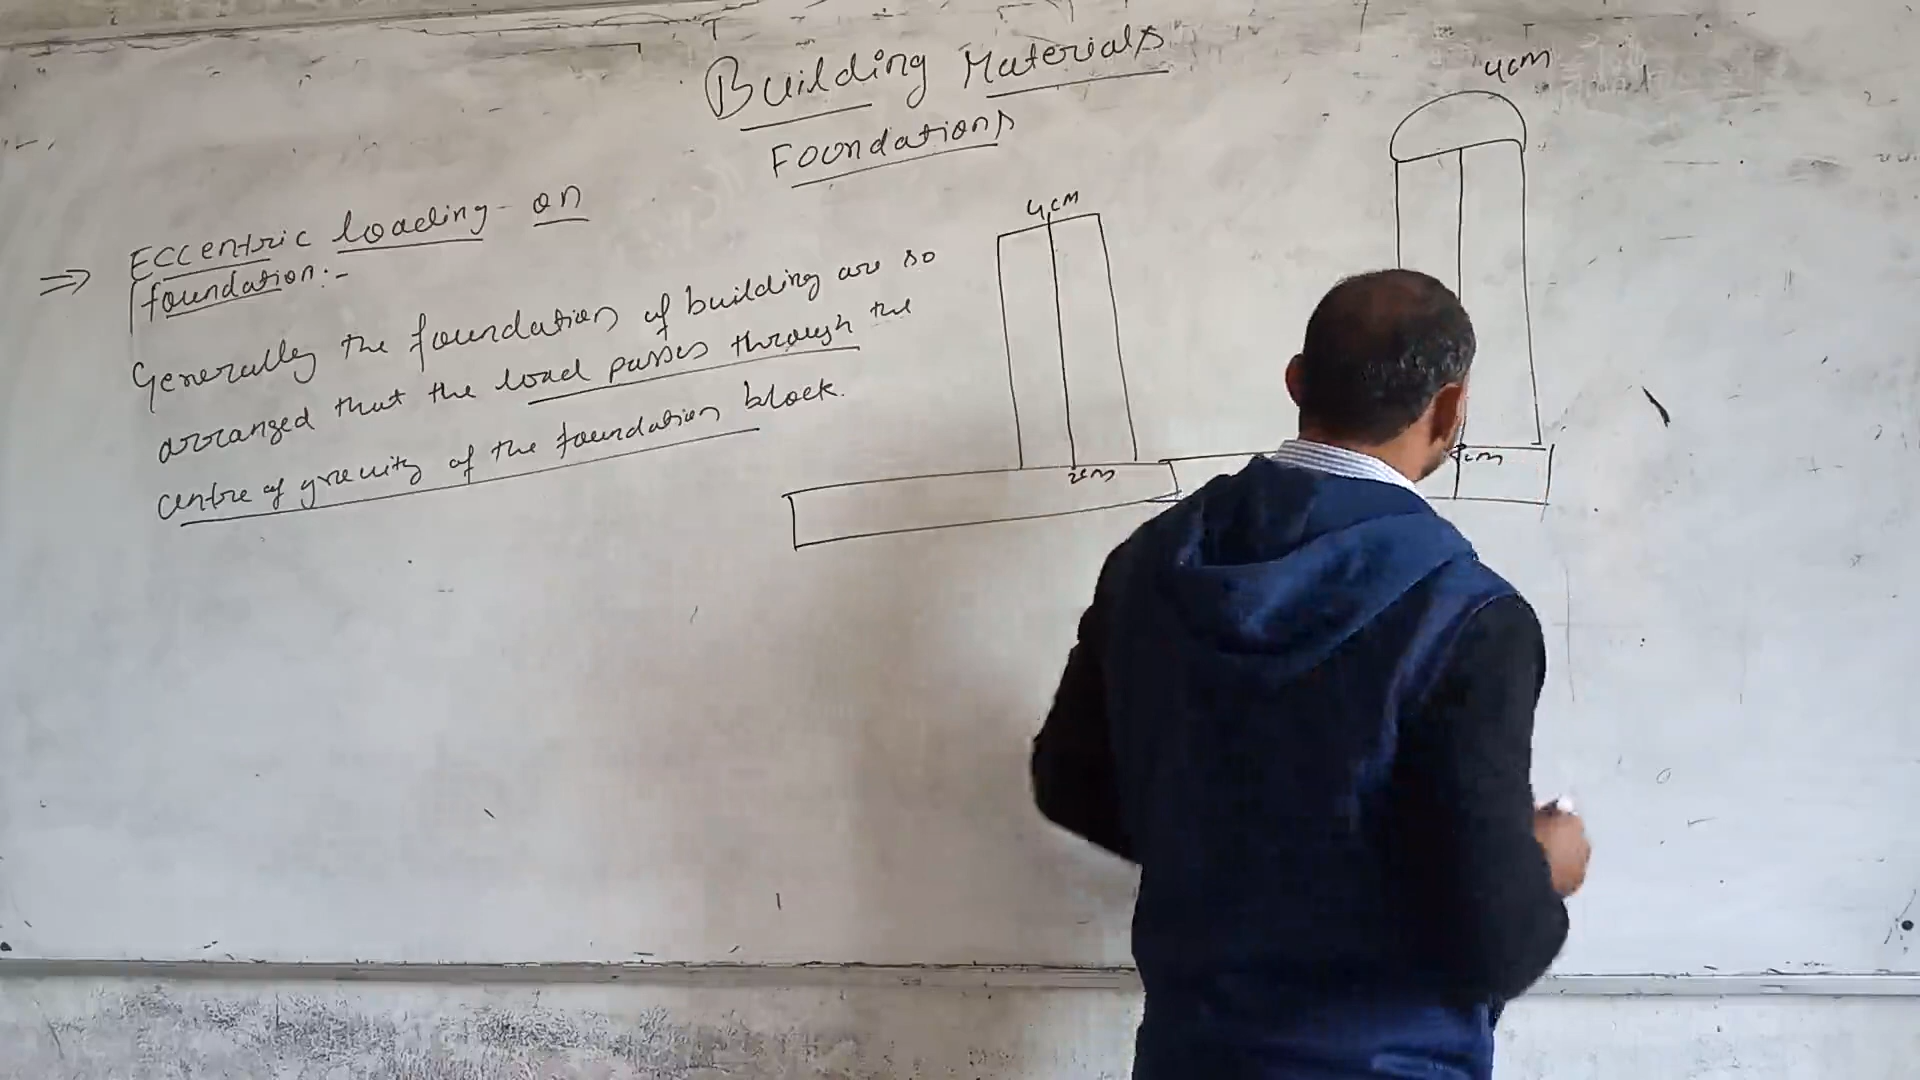 Building Materials
Foundations
4cm
4cm
⇒ Eccentric loading on
foundation:-
Generally the foundation of building are so
arranged that the load passes through the
centre of gravity of the foundation block.
2cm
cm